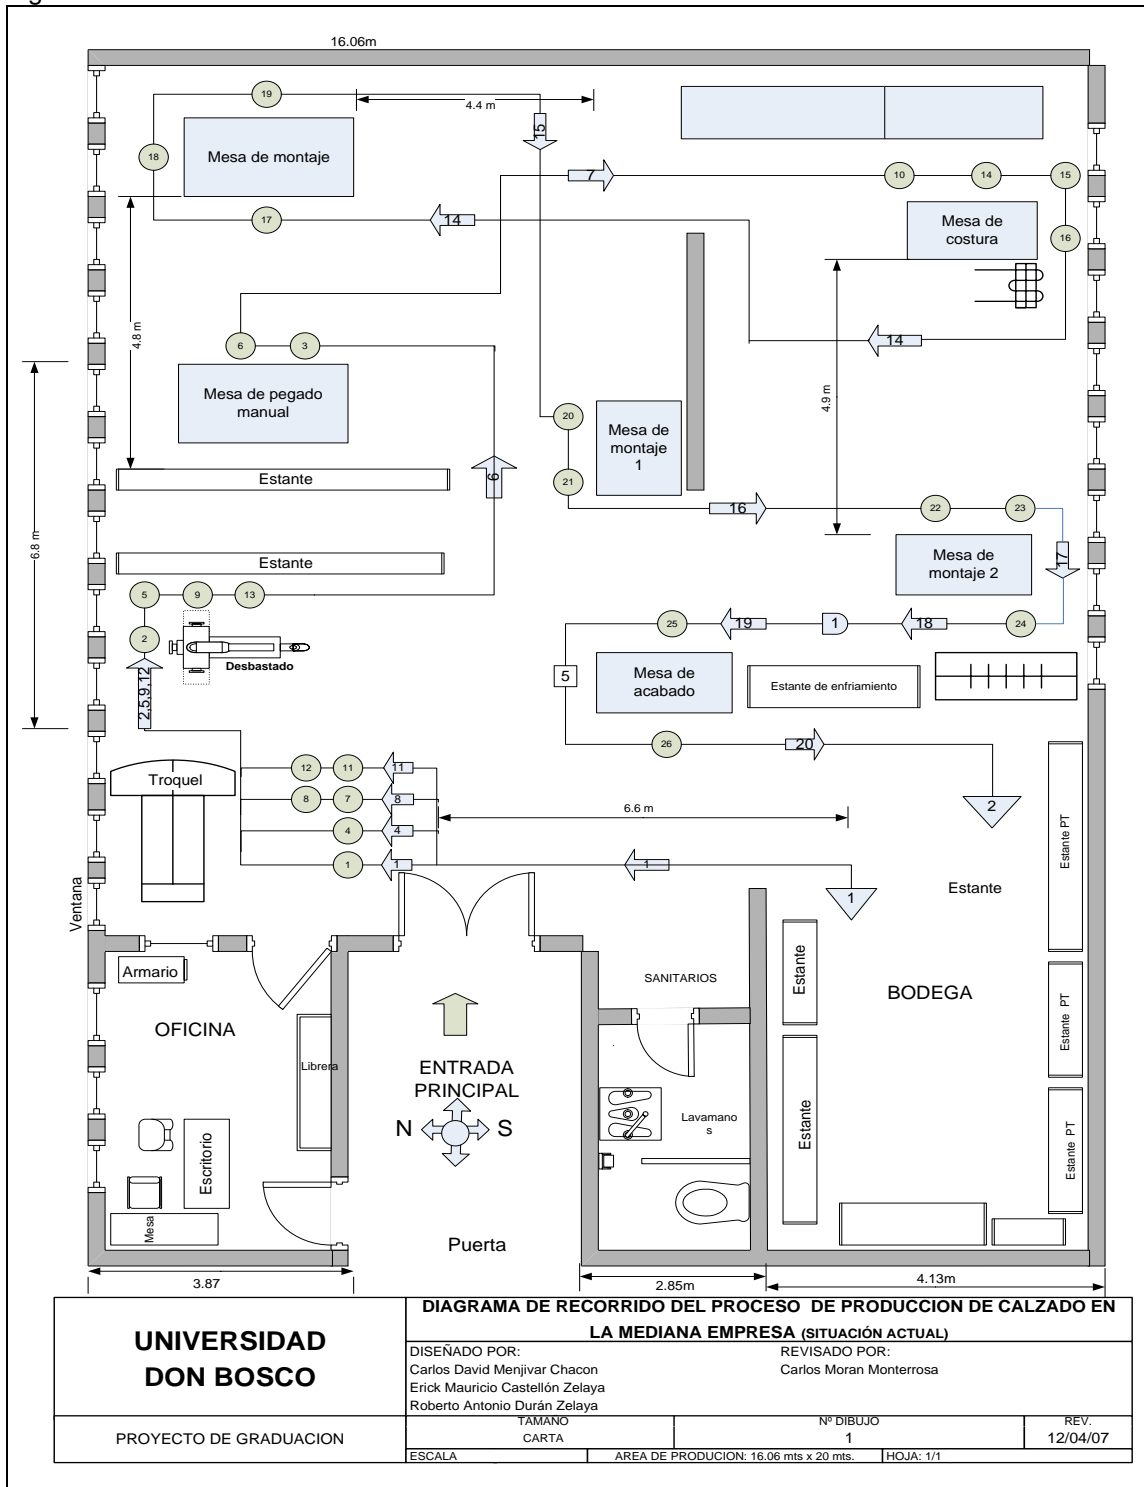 16.06m
19
4.4 m
15
Mesa de montaje
18
7
10
14
15
17
14
Mesa de
costura
16
4.8 m
6
3
14
Mesa de pegado
manual
4.9 m
20
Mesa de
montaje
1
21
6
Estante
16
22
23
6.8 m
Estante
17
Mesa de
montaje 2
5
9
13
2
Desbastado
25
19
1
18
24
5
Mesa de
acabado
Estante de enfriamiento
2,5,9,12
26
20
Troquel
12
11
11
8
7
8
4
4
1
1
1
6.6 m
2
Estante PT
Ventana
1
Estante
Armario
SANITARIOS
Estante
BODEGA
Estante PT
OFICINA
Librera
ENTRADA
PRINCIPAL
N
S
Lavamano
s
Escritorio
Estante
Estante PT
Mesa
Puerta
3.87
2.85m
4.13m
UNIVERSIDAD
DON BOSCO
DIAGRAMA DE RECORRIDO DEL PROCESO DE PRODUCCION DE CALZADO EN
LA MEDIANA EMPRESA (SITUACIÓN ACTUAL)
DISEÑADO POR:
Carlos David Menjivar Chacon
Erick Mauricio Castellón Zelaya
Roberto Antonio Durán Zelaya
REVISADO POR:
Carlos Moran Monterrosa
PROYECTO DE GRADUACION
TAMAÑO
CARTA
Nº DIBUJO
1
REV.
12/04/07
ESCALA
AREA DE PRODUCION: 16.06 mts x 20 mts.
HOJA: 1/1